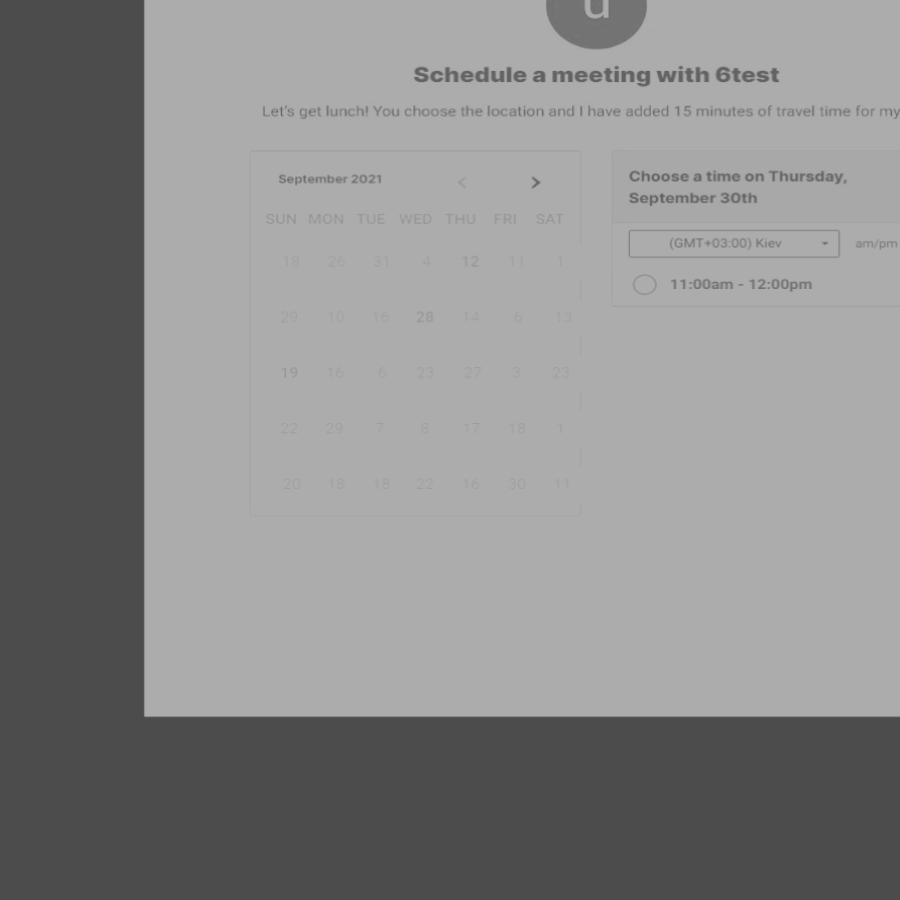 u
Schedule a meeting with 6test
Let's get lunch! You choose the location and I have added 15 minutes of travel time for my
September 2021 < >
SUN MON TUE WED THU FRI SAT
18 26 31 4 12 11 1
29 10 16 28 14 6 13
19 16 6 23 27 3 23
22 29 7 8 17 18 1
20 18 18 22 16 30 11
Choose a time on Thursday,
September 30th
(GMT+03:00) Kiev am/pm
11:00am - 12:00pm